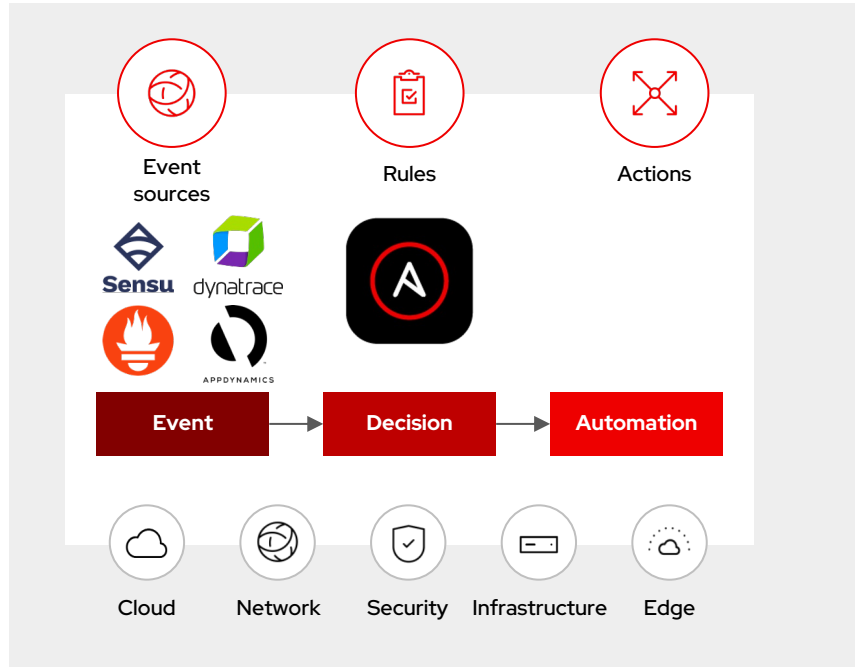 Event
sources
Rules
Actions
Sensu
dynatrace
APPDYNAMICS
Event
Decision
Automation
Cloud
Network
Security
Infrastructure
Edge